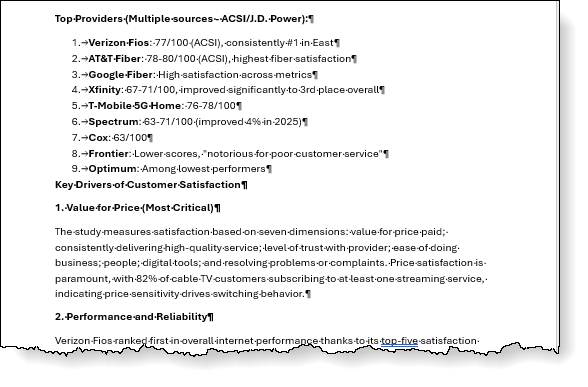 Top Providers (Multiple sources ~ ACSI/J.D. Power):¶
1.→Verizon Fios: 77/100 (ACSI), consistently #1 in East¶
2.→AT&T Fiber: 78-80/100 (ACSI), highest fiber satisfaction¶
3.→Google Fiber: High satisfaction across metrics¶
4.→Xfinity: 67-71/100, improved significantly to 3rd place overall¶
5.→T-Mobile 5G Home: 76-78/100¶
6.→Spectrum: 63-71/100 (improved 4% in 2025)¶
7.→Cox: 63/100¶
8.→Frontier: Lower scores, "notorious for poor customer service"¶
9.→Optimum: Among lowest performers¶
Key Drivers of Customer Satisfaction¶
1. Value for Price (Most Critical)¶
The study measures satisfaction based on seven dimensions: value for price paid;
consistently delivering high-quality service; level of trust with provider; ease of doing
business; people; digital tools; and resolving problems or complaints. Price satisfaction is
paramount, with 82% of cable TV customers subscribing to at least one streaming service,
indicating price sensitivity drives switching behavior.¶
2. Performance and Reliability¶
Verizon Fios ranked first in overall internet performance thanks to its top-five satisfaction